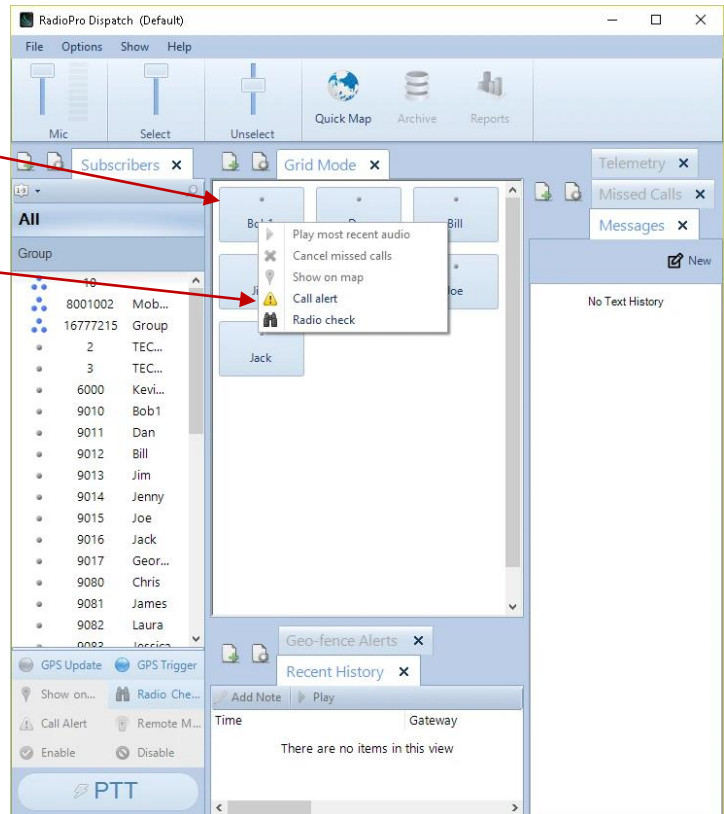 RadioPro Dispatch (Default)
File Options Show Help
Mic Select Unselect Quick Map Archive Reports
Subscribers
Grid Mode
Telemetry
Missed Calls
Messages
All
Group
New
No Text History
10
8001002 Mob...
16777215 Group
2 TEC...
3 TEC...
6000 Kevi...
9010 Bob1
9011 Dan
9012 Bill
9013 Jim
9014 Jenny
9015 Joe
9016 Jack
9017 Geor...
9080 Chris
9081 James
9082 Laura
GPS Update GPS Trigger
Show on... Radio Che...
Call Alert Remote M...
Enable Disable
PTT
Bill
Play most recent audio
Cancel missed calls
Show on map
Call alert
Radio check
Jack
Geo-fence Alerts
Recent History
Add Note Play
Time Gateway
There are no items in this view